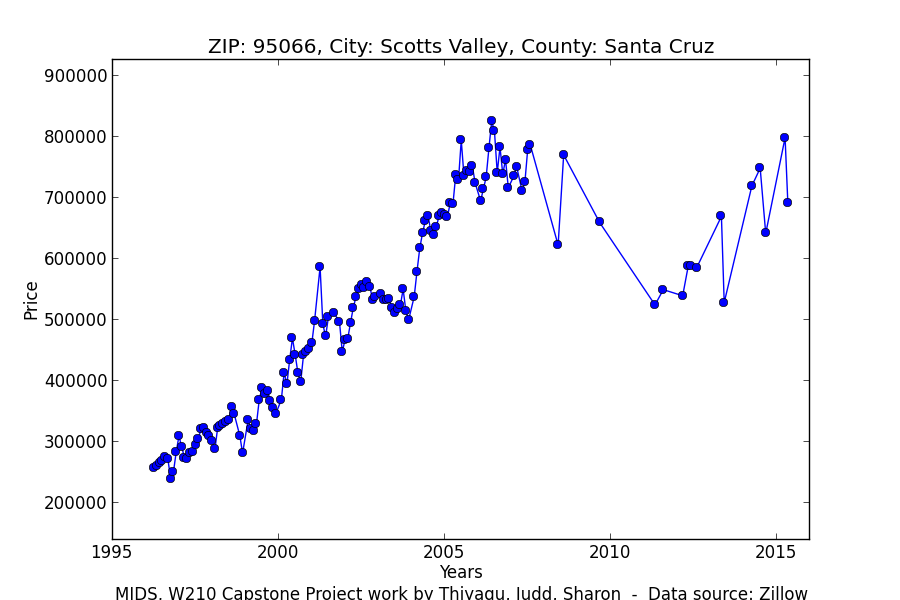 ZIP: 95066, City: Scotts Valley, County: Santa Cruz
900000
800000
700000
600000
500000
400000
300000
200000
Price
1995 2000 2005 2010 2015
Years
MIDS, W210 Capstone Project work by Thiyagu, Judd, Sharon - Data source: Zillow